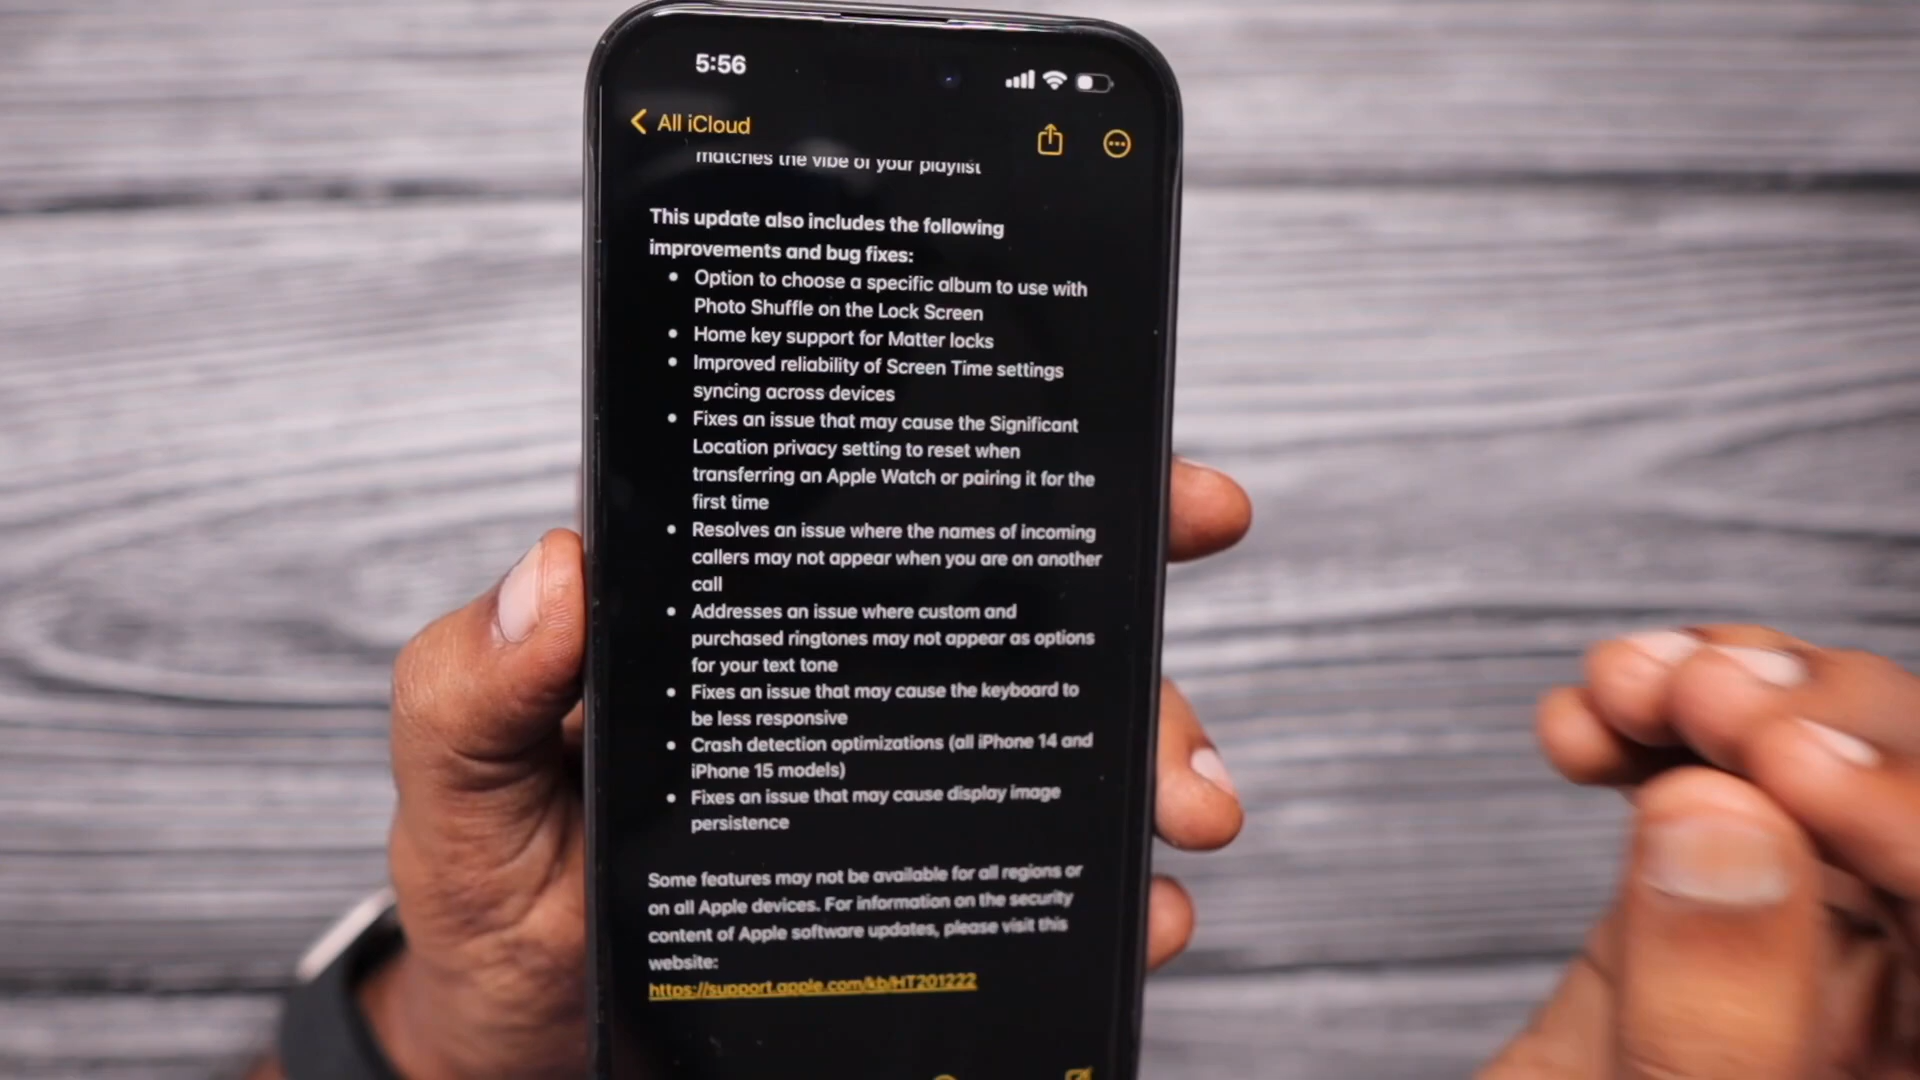 5:56
All iCloud
matches the vibe of your playlist
This update also includes the following
improvements and bug fixes:
• Option to choose a specific album to use with
Photo Shuffle on the Lock Screen
• Home key support for Matter locks
• Improved reliability of Screen Time settings
syncing across devices
• Fixes an issue that may cause the Significant
Location privacy setting to reset when
transferring an Apple Watch or pairing it for the
first time
• Resolves an issue where the names of incoming
callers may not appear when you are on another
call
• Addresses an issue where custom and
purchased ringtones may not appear as options
for your text tone
• Fixes an issue that may cause the keyboard to
be less responsive
• Crash detection optimizations (all iPhone 14 and
iPhone 15 models)
• Fixes an issue that may cause display image
persistence
Some features may not be available for all regions or
on all Apple devices. For information on the security
content of Apple software updates, please visit this
website:
https://support.apple.com/kb/HT201222